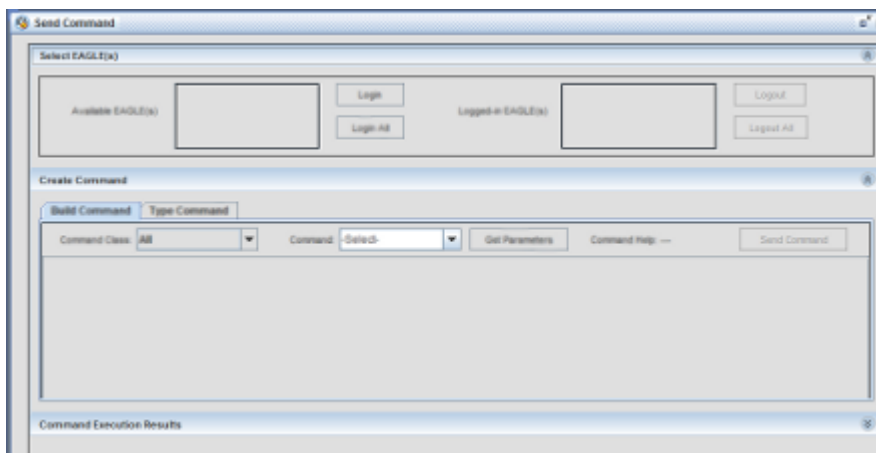 Send Command
Select EAGLE(s)
Available EAGLE(s)
Login
Login All
Logged-in EAGLE(s)
Logout
Logout All
Create Command
Build Command Type Command
Command Class: All Command: -Select- Get Parameters Command Help: --- Send Command
Command Execution Results